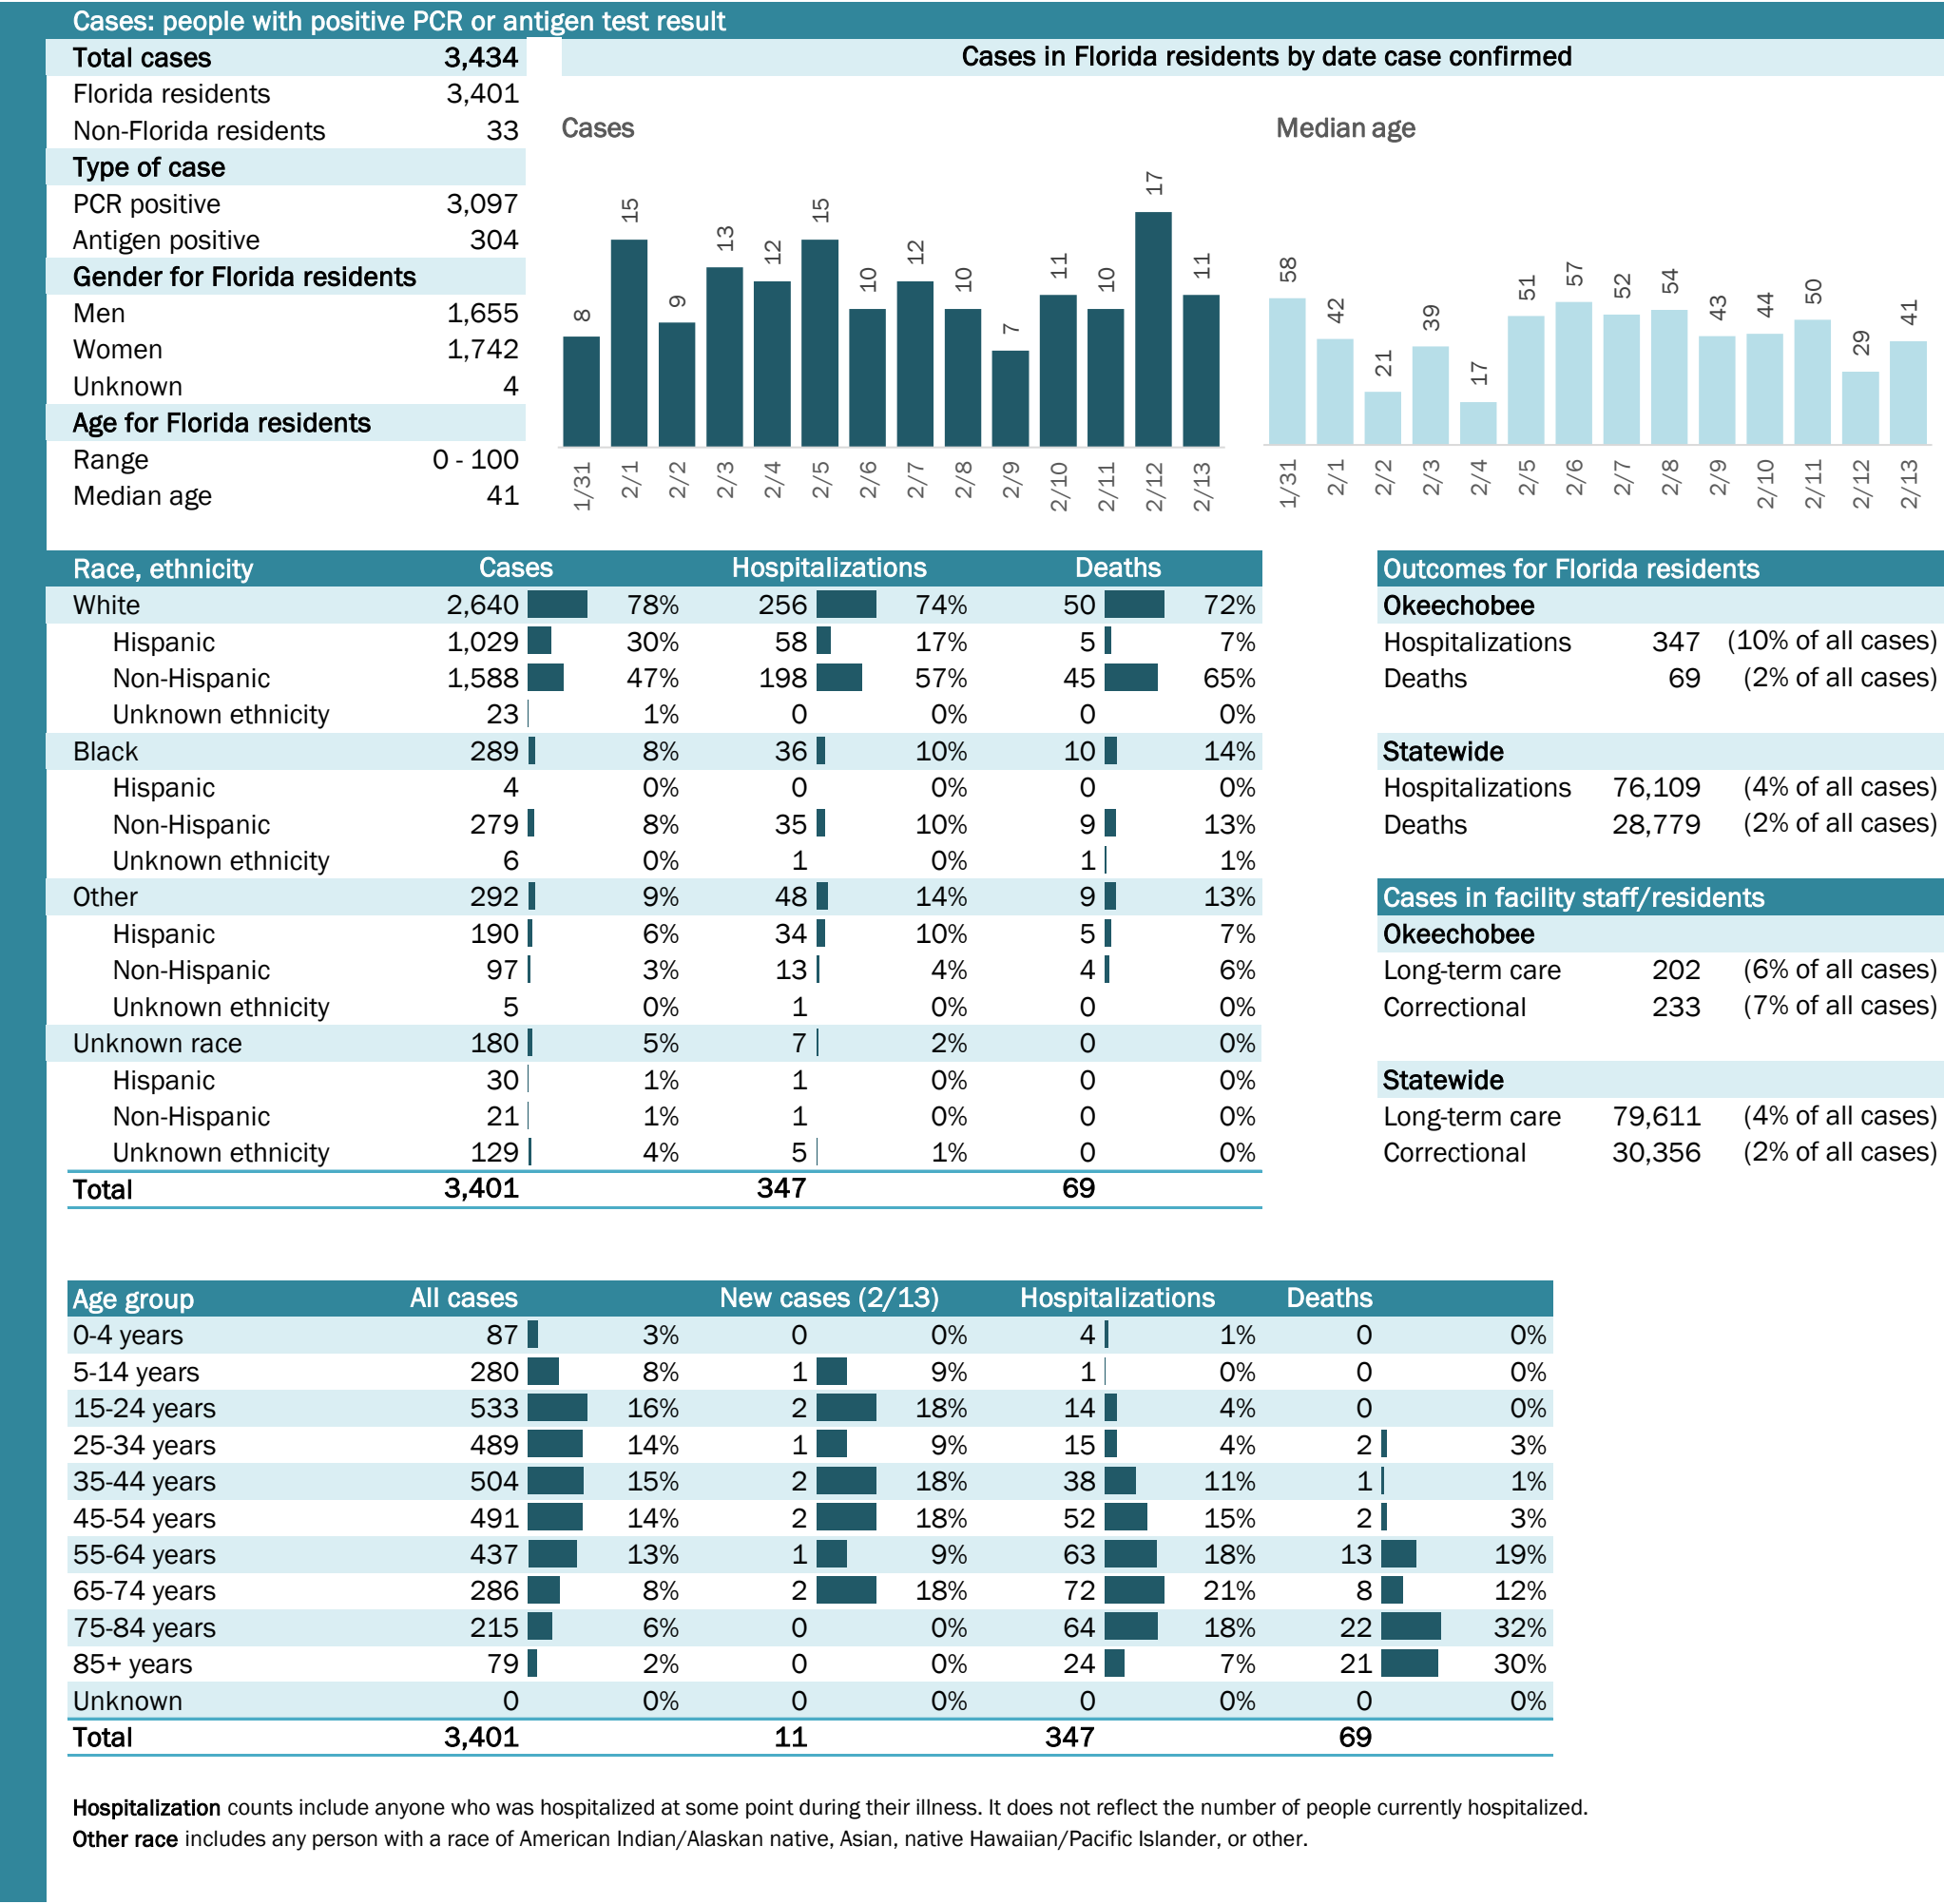 Cases: people with positive PCR or antigen test result
Total cases 3,434
Florida residents 3,401
Non-Florida residents 33
Type of case
PCR positive 3,097
Antigen positive 304
Gender for Florida residents
Men 1,655
Women 1,742
Unknown 4
Age for Florida residents
Range 0 - 100
Median age 41
Cases in Florida residents by date case confirmed
Cases
8 15 9 13 12 15 10 12 10 7 11 10 17 11
1/31 2/1 2/2 2/3 2/4 2/5 2/6 2/7 2/8 2/9 2/10 2/11 2/12 2/13
Median age
58 42 21 39 17 51 57 52 54 43 44 50 29 41
1/31 2/1 2/2 2/3 2/4 2/5 2/6 2/7 2/8 2/9 2/10 2/11 2/12 2/13
Race, ethnicity Cases Hospitalizations Deaths
White 2,640 78% 256 74% 50 72%
Hispanic 1,029 30% 58 17% 5 7%
Non-Hispanic 1,588 47% 198 57% 45 65%
Unknown ethnicity 23 1% 0 0% 0 0%
Black 289 8% 36 10% 10 14%
Hispanic 4 0% 0 0% 0 0%
Non-Hispanic 279 8% 35 10% 9 13%
Unknown ethnicity 6 0% 1 0% 1 1%
Other 292 9% 48 14% 9 13%
Hispanic 190 6% 34 10% 5 7%
Non-Hispanic 97 3% 13 4% 4 6%
Unknown ethnicity 5 0% 1 0% 0 0%
Unknown race 180 5% 7 2% 0 0%
Hispanic 30 1% 1 0% 0 0%
Non-Hispanic 21 1% 1 0% 0 0%
Unknown ethnicity 129 4% 5 1% 0 0%
Total 3,401 347 69
Outcomes for Florida residents
Okeechobee
Hospitalizations 347 (10% of all cases)
Deaths 69 (2% of all cases)
Statewide
Hospitalizations 76,109 (4% of all cases)
Deaths 28,779 (2% of all cases)
Cases in facility staff/residents
Okeechobee
Long-term care 202 (6% of all cases)
Correctional 233 (7% of all cases)
Statewide
Long-term care 79,611 (4% of all cases)
Correctional 30,356 (2% of all cases)
Age group All cases New cases (2/13) Hospitalizations Deaths
0-4 years 87 3% 0 0% 4 1% 0 0%
5-14 years 280 8% 1 9% 1 0% 0 0%
15-24 years 533 16% 2 18% 14 4% 0 0%
25-34 years 489 14% 1 9% 15 4% 2 3%
35-44 years 504 15% 2 18% 38 11% 1 1%
45-54 years 491 14% 2 18% 52 15% 2 3%
55-64 years 437 13% 1 9% 63 18% 13 19%
65-74 years 286 8% 2 18% 72 21% 8 12%
75-84 years 215 6% 0 0% 64 18% 22 32%
85+ years 79 2% 0 0% 24 7% 21 30%
Unknown 0 0% 0 0% 0 0% 0 0%
Total 3,401 11 347 69
Hospitalization counts include anyone who was hospitalized at some point during their illness. It does not reflect the number of people currently hospitalized.
Other race includes any person with a race of American Indian/Alaskan native, Asian, native Hawaiian/Pacific Islander, or other.